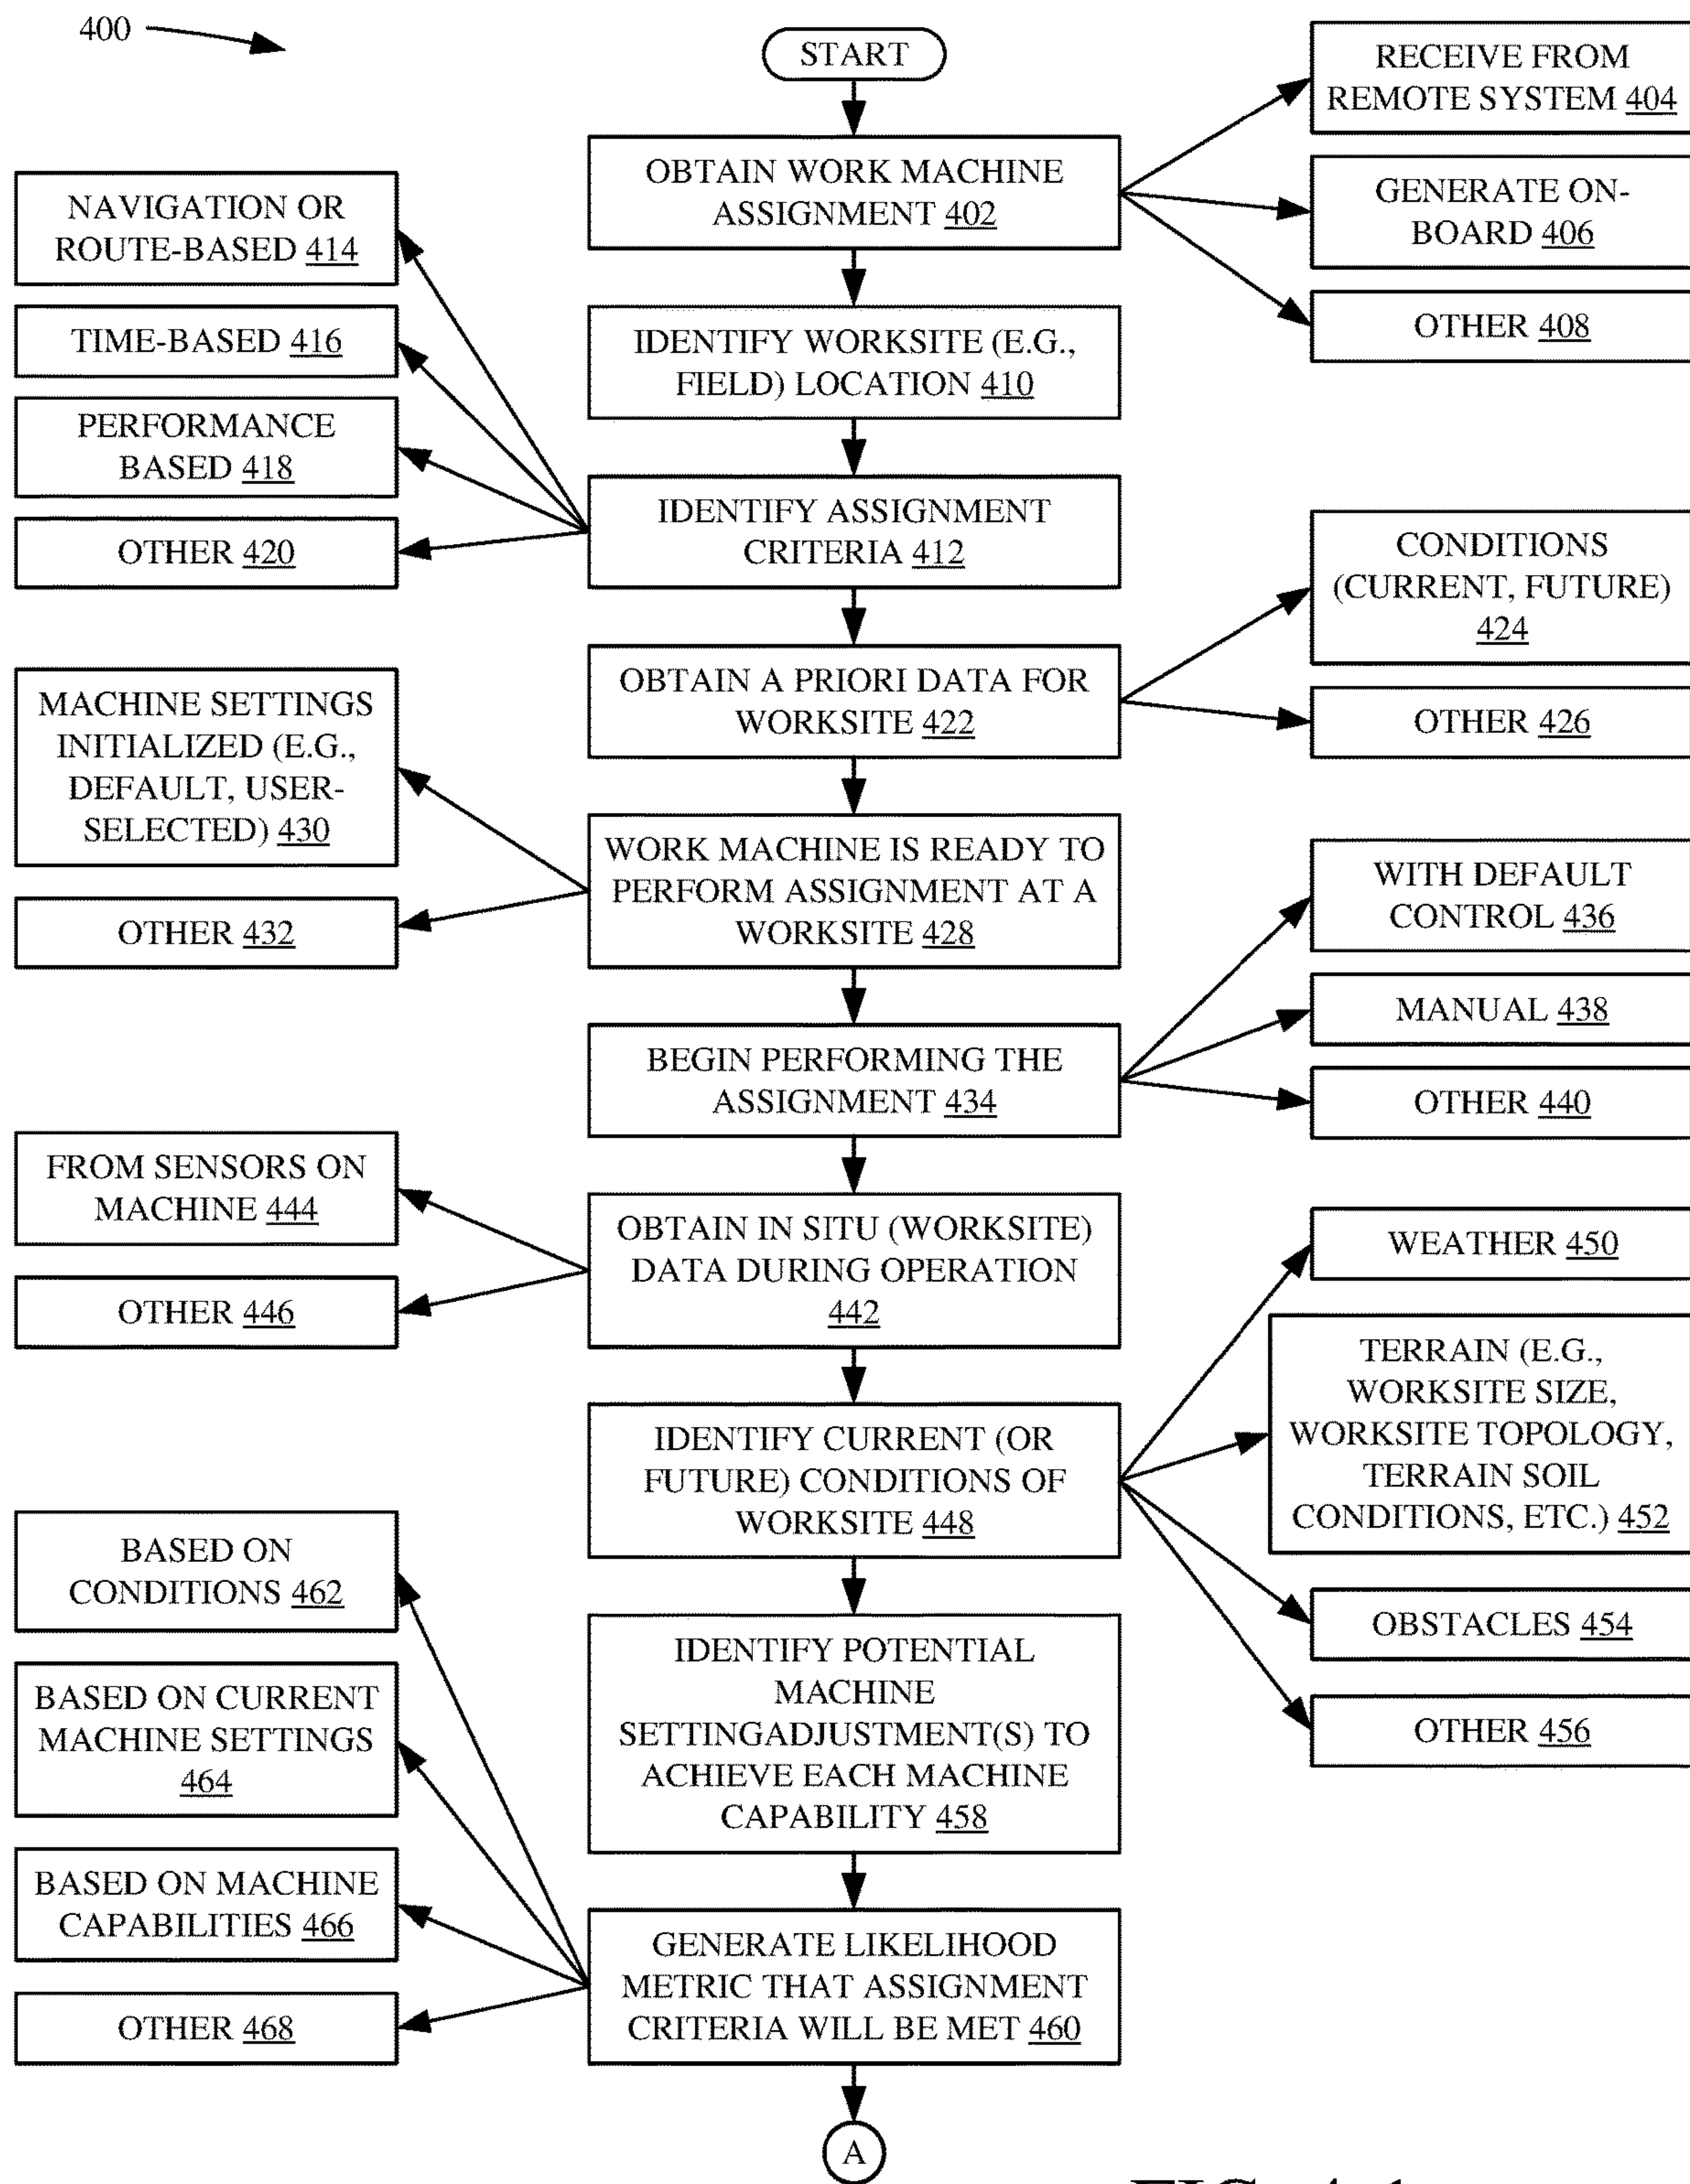 400
START
RECEIVE FROM
REMOTE SYSTEM 404
OBTAIN WORK MACHINE
ASSIGNMENT 402
GENERATE ON-
BOARD 406
OTHER 408
NAVIGATION OR
ROUTE-BASED 414
TIME-BASED 416
PERFORMANCE
BASED 418
OTHER 420
IDENTIFY WORKSITE (E.G.,
FIELD) LOCATION 410
IDENTIFY ASSIGNMENT
CRITERIA 412
CONDITIONS
(CURRENT, FUTURE)
424
OTHER 426
OBTAIN A PRIORI DATA FOR
WORKSITE 422
MACHINE SETTINGS
INITIALIZED (E.G.,
DEFAULT, USER-
SELECTED) 430
OTHER 432
WORK MACHINE IS READY TO
PERFORM ASSIGNMENT AT A
WORKSITE 428
WITH DEFAULT
CONTROL 436
MANUAL 438
OTHER 440
BEGIN PERFORMING THE
ASSIGNMENT 434
FROM SENSORS ON
MACHINE 444
OTHER 446
OBTAIN IN SITU (WORKSITE)
DATA DURING OPERATION
442
WEATHER 450
TERRAIN (E.G.,
WORKSITE SIZE,
WORKSITE TOPOLOGY,
TERRAIN SOIL
CONDITIONS, ETC.) 452
OBSTACLES 454
OTHER 456
IDENTIFY CURRENT (OR
FUTURE) CONDITIONS OF
WORKSITE 448
IDENTIFY POTENTIAL
MACHINE
SETTINGADJUSTMENT(S) TO
ACHIEVE EACH MACHINE
CAPABILITY 458
BASED ON
CONDITIONS 462
BASED ON CURRENT
MACHINE SETTINGS
464
BASED ON MACHINE
CAPABILITIES 466
OTHER 468
GENERATE LIKELIHOOD
METRIC THAT ASSIGNMENT
CRITERIA WILL BE MET 460
A